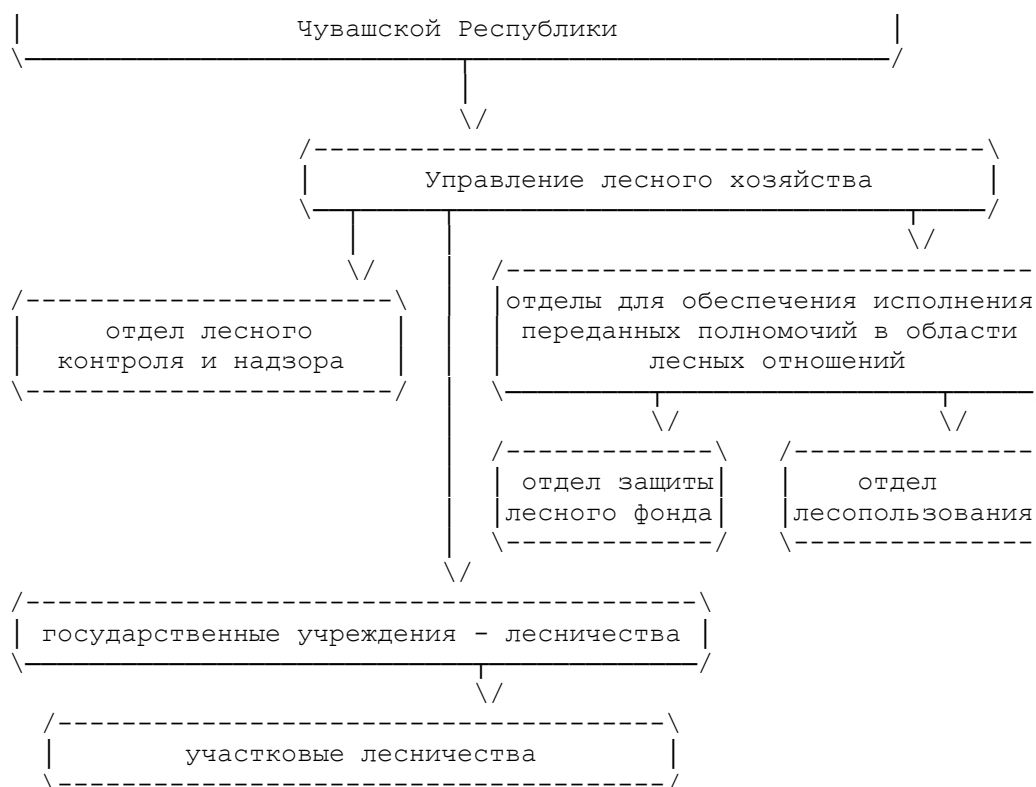 Чувашской Республики
Управление лесного хозяйства
отдел лесного
контроля и надзора
отделы для обеспечения исполнения
переданных полномочий в области
лесных отношений
отдел защиты
лесного фонда
отдел
лесопользования
государственные учреждения - лесничества
участковые лесничества